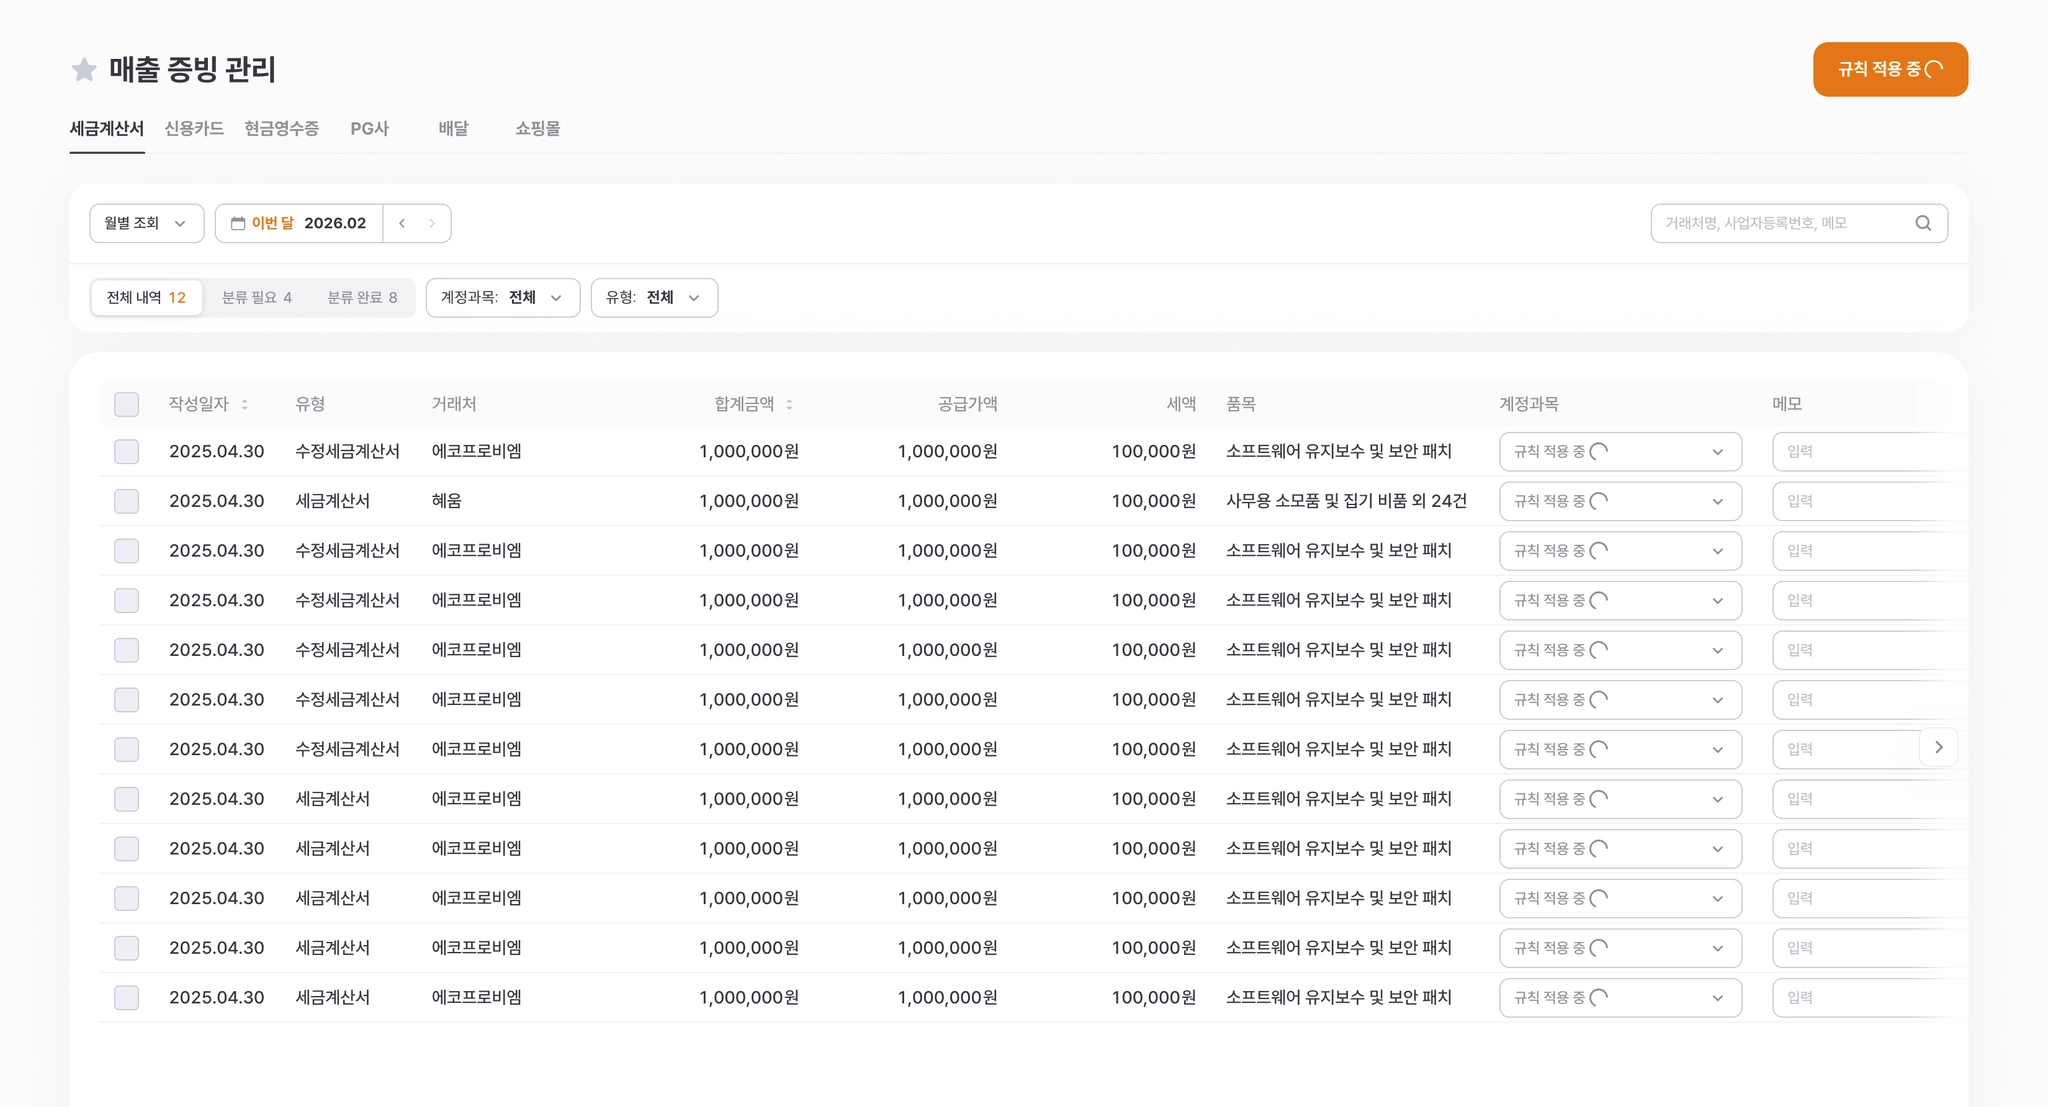 매출 증빙 관리
규칙 적용 중
세금계산서 신용카드 현금영수증 PG사 배달 쇼핑몰
월별 조회 이번 달 2026.02 거래처명, 사업자등록번호, 메모
전체 내역 12 분류 필요 4 분류 완료 8 계정과목: 전체 유형: 전체
작성일자 유형 거래처 합계금액 공급가액 세액 품목 계정과목 메모
2025.04.30 수정세금계산서 에코프로비엠 1,000,000원 1,000,000원 100,000원 소프트웨어 유지보수 및 보안 패치 규칙 적용 중 입력
2025.04.30 세금계산서 혜움 1,000,000원 1,000,000원 100,000원 사무용 소모품 및 집기 비품 외 24건 규칙 적용 중 입력
2025.04.30 수정세금계산서 에코프로비엠 1,000,000원 1,000,000원 100,000원 소프트웨어 유지보수 및 보안 패치 규칙 적용 중 입력
2025.04.30 수정세금계산서 에코프로비엠 1,000,000원 1,000,000원 100,000원 소프트웨어 유지보수 및 보안 패치 규칙 적용 중 입력
2025.04.30 수정세금계산서 에코프로비엠 1,000,000원 1,000,000원 100,000원 소프트웨어 유지보수 및 보안 패치 규칙 적용 중 입력
2025.04.30 수정세금계산서 에코프로비엠 1,000,000원 1,000,000원 100,000원 소프트웨어 유지보수 및 보안 패치 규칙 적용 중 입력
2025.04.30 수정세금계산서 에코프로비엠 1,000,000원 1,000,000원 100,000원 소프트웨어 유지보수 및 보안 패치 규칙 적용 중 입력
2025.04.30 세금계산서 에코프로비엠 1,000,000원 1,000,000원 100,000원 소프트웨어 유지보수 및 보안 패치 규칙 적용 중 입력
2025.04.30 세금계산서 에코프로비엠 1,000,000원 1,000,000원 100,000원 소프트웨어 유지보수 및 보안 패치 규칙 적용 중 입력
2025.04.30 세금계산서 에코프로비엠 1,000,000원 1,000,000원 100,000원 소프트웨어 유지보수 및 보안 패치 규칙 적용 중 입력
2025.04.30 세금계산서 에코프로비엠 1,000,000원 1,000,000원 100,000원 소프트웨어 유지보수 및 보안 패치 규칙 적용 중 입력
2025.04.30 세금계산서 에코프로비엠 1,000,000원 1,000,000원 100,000원 소프트웨어 유지보수 및 보안 패치 규칙 적용 중 입력